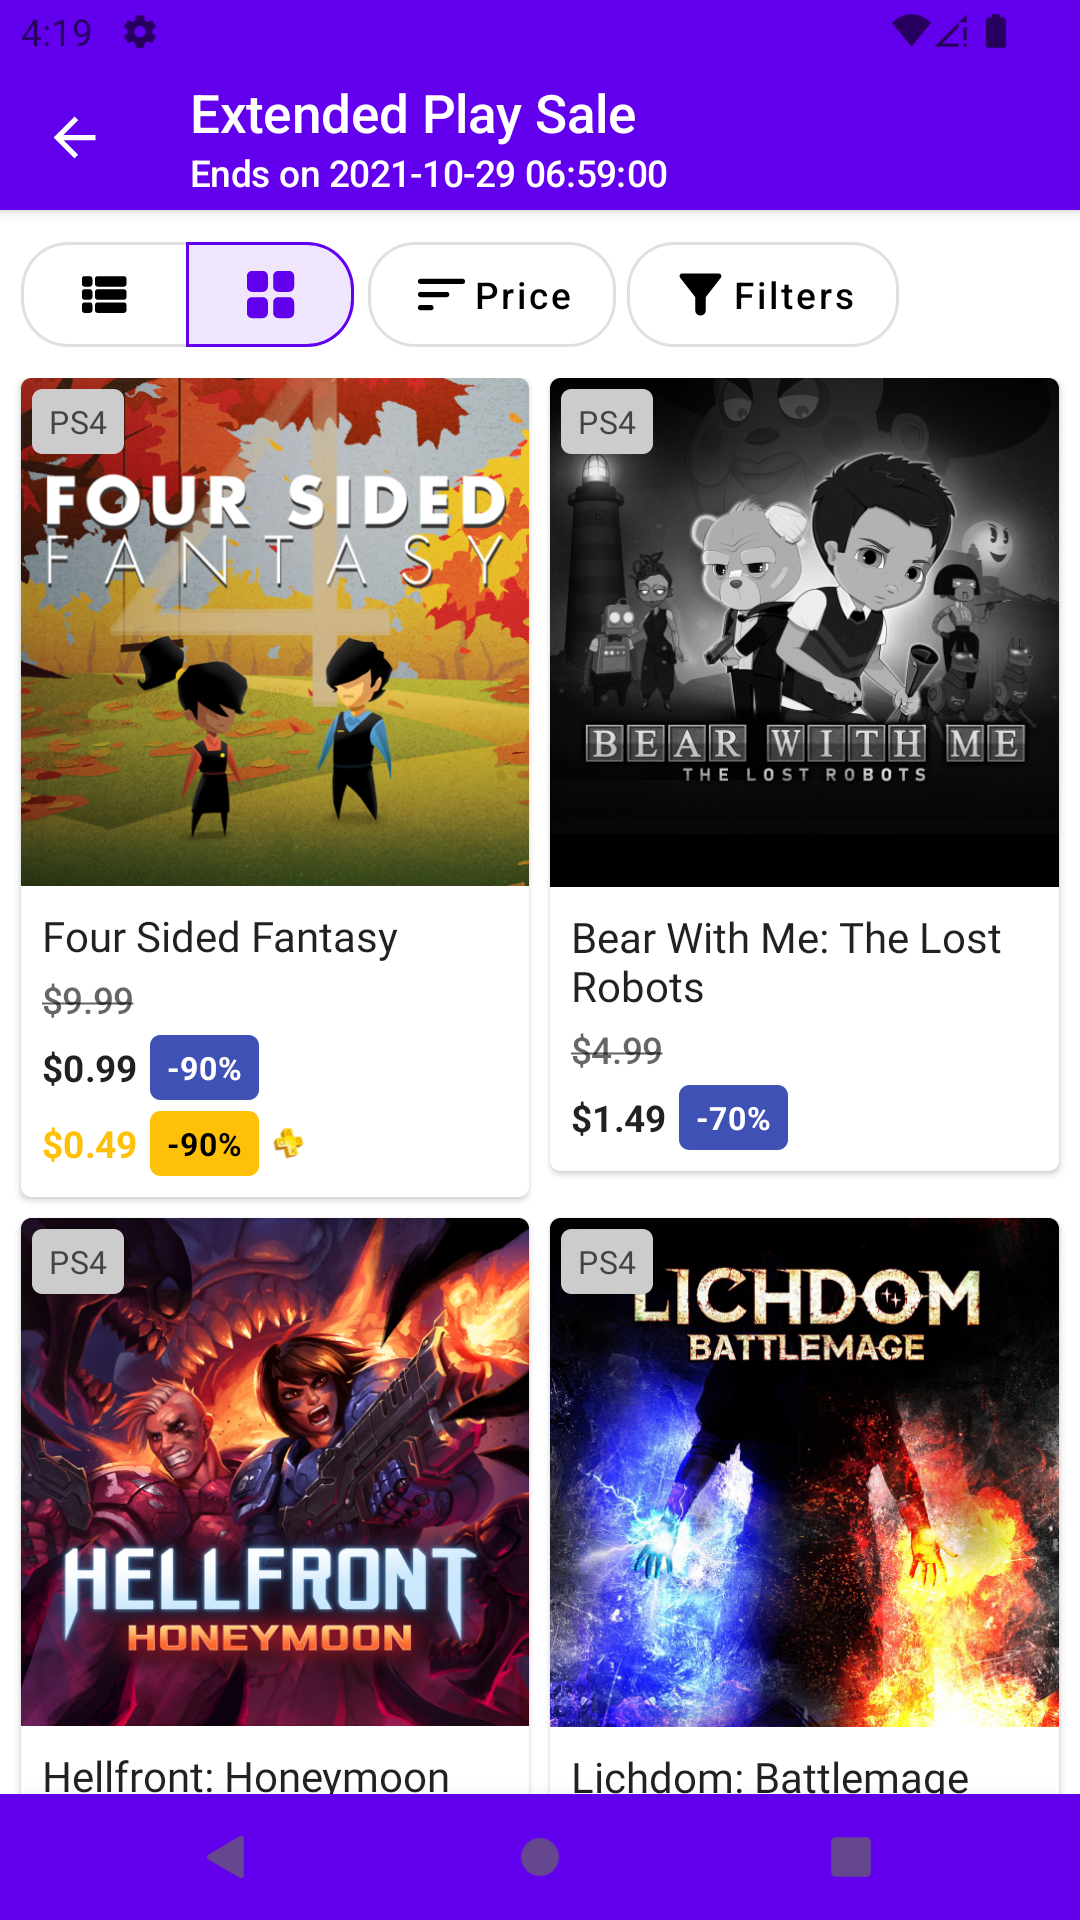 4:19
Extended Play Sale
Ends on 2021-10-29 06:59:00
Price
Filters
PS4
FOUR SIDED
FANTASY
4
Four Sided Fantasy
$9.99
$0.99 -90%
$0.49 -90%
PS4
BEAR WITH ME
THE LOST ROBOTS
Bear With Me: The Lost
Robots
$4.99
$1.49 -70%
PS4
HELLFRONT
HONEYMOON
Hellfront: Honeymoon
PS4
LICHDOM
BATTLEMAGE
Lichdom: Battlemage